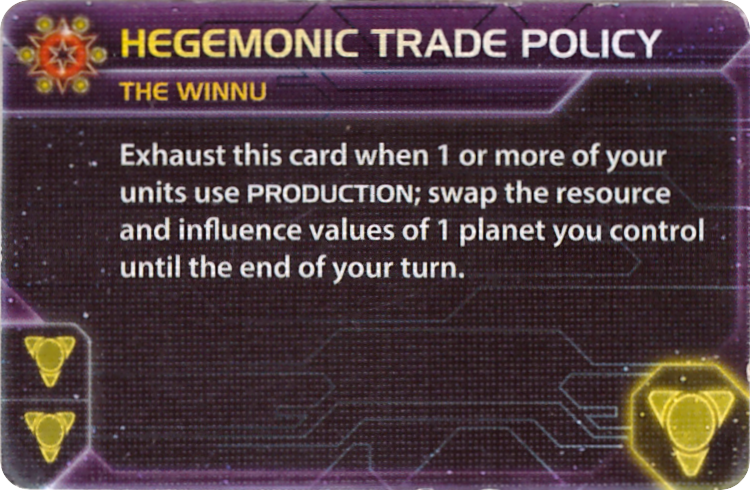 HEGEMONIC TRADE POLICY
THE WINNU
Exhaust this card when 1 or more of your
units use PRODUCTION; swap the resource
and influence values of 1 planet you control
until the end of your turn.